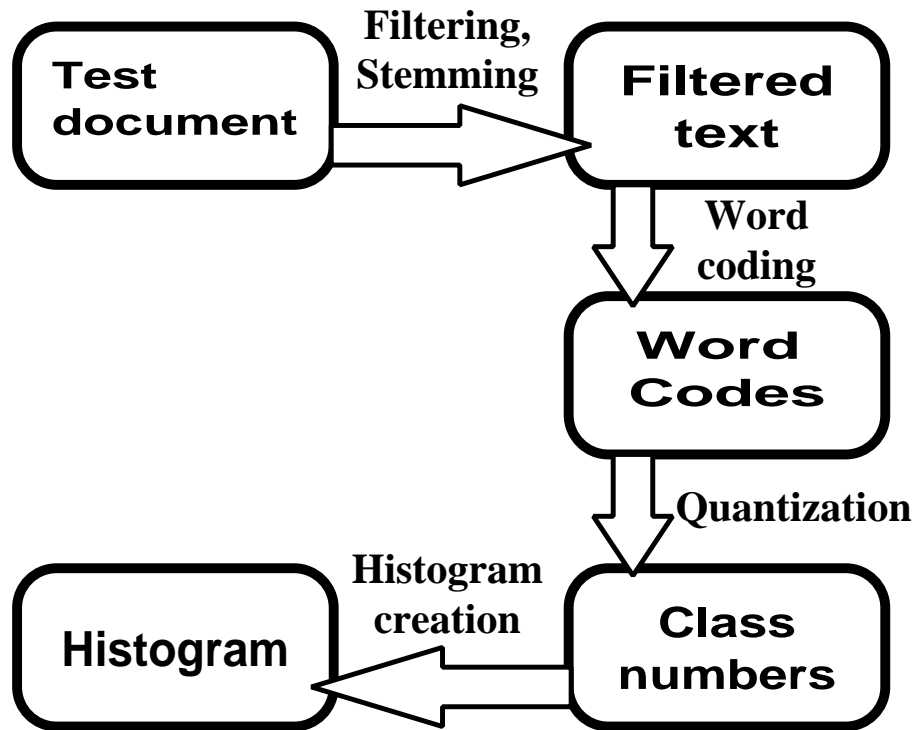 Test
document
Filtering,
Stemming
Filtered
text
Word
coding
Word
Codes
Quantization
Class
numbers
Histogram
creation
Histogram